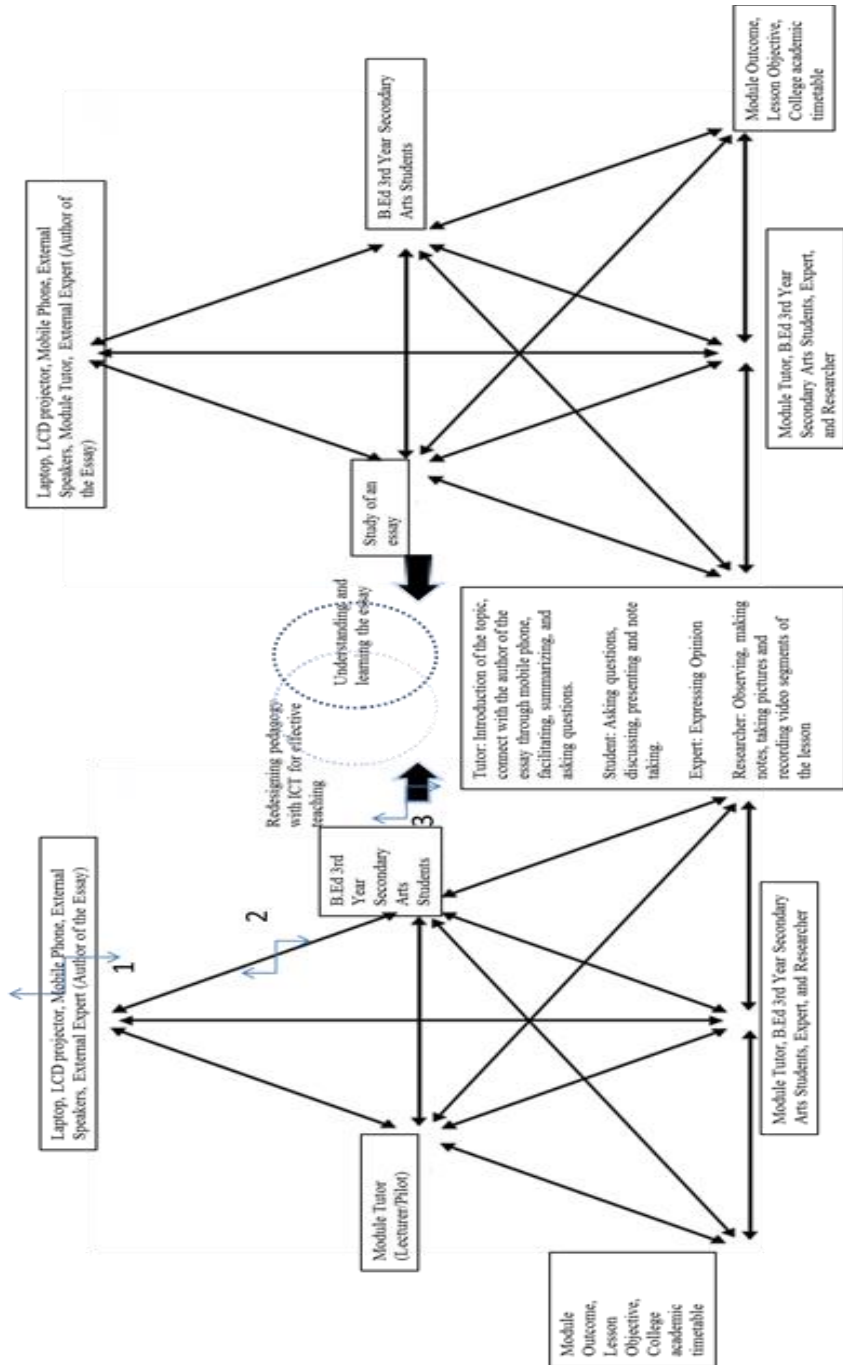 Laptop, LCD projector, Mobile Phone, External
Speakers, External Expert (Author of the Essay)
1
2
Module Tutor
(Lecturer/Pilot)
B.Ed 3rd
Year
Secondary
Arts
Students
3
Module
Outcome,
Lesson
Objective,
College
academic
timetable
Module Tutor, B.Ed 3rd Year Secondary
Arts Students, Expert, and Researcher
Redesigning pedagogy
with ICT for effective
teaching
Understanding and
learning the essay
Tutor: Introduction of the topic,
connect with the author of the
essay through mobile phone,
facilitating, summarizing, and
asking questions.
Student: Asking questions,
discussing, presenting and note
taking.
Expert: Expressing Opinion
Researcher: Observing, making
notes, taking pictures and
recording video segments of
the lesson
Laptop, LCD projector, Mobile Phone, External
Speakers, Module Tutor, External Expert (Author of
the Essay)
Study of an
essay
B.Ed 3rd Year Secondary
Arts Students
Module Tutor, B.Ed 3rd Year
Secondary Arts Students, Expert,
and Researcher
Module Outcome,
Lesson Objective,
College academic
timetable